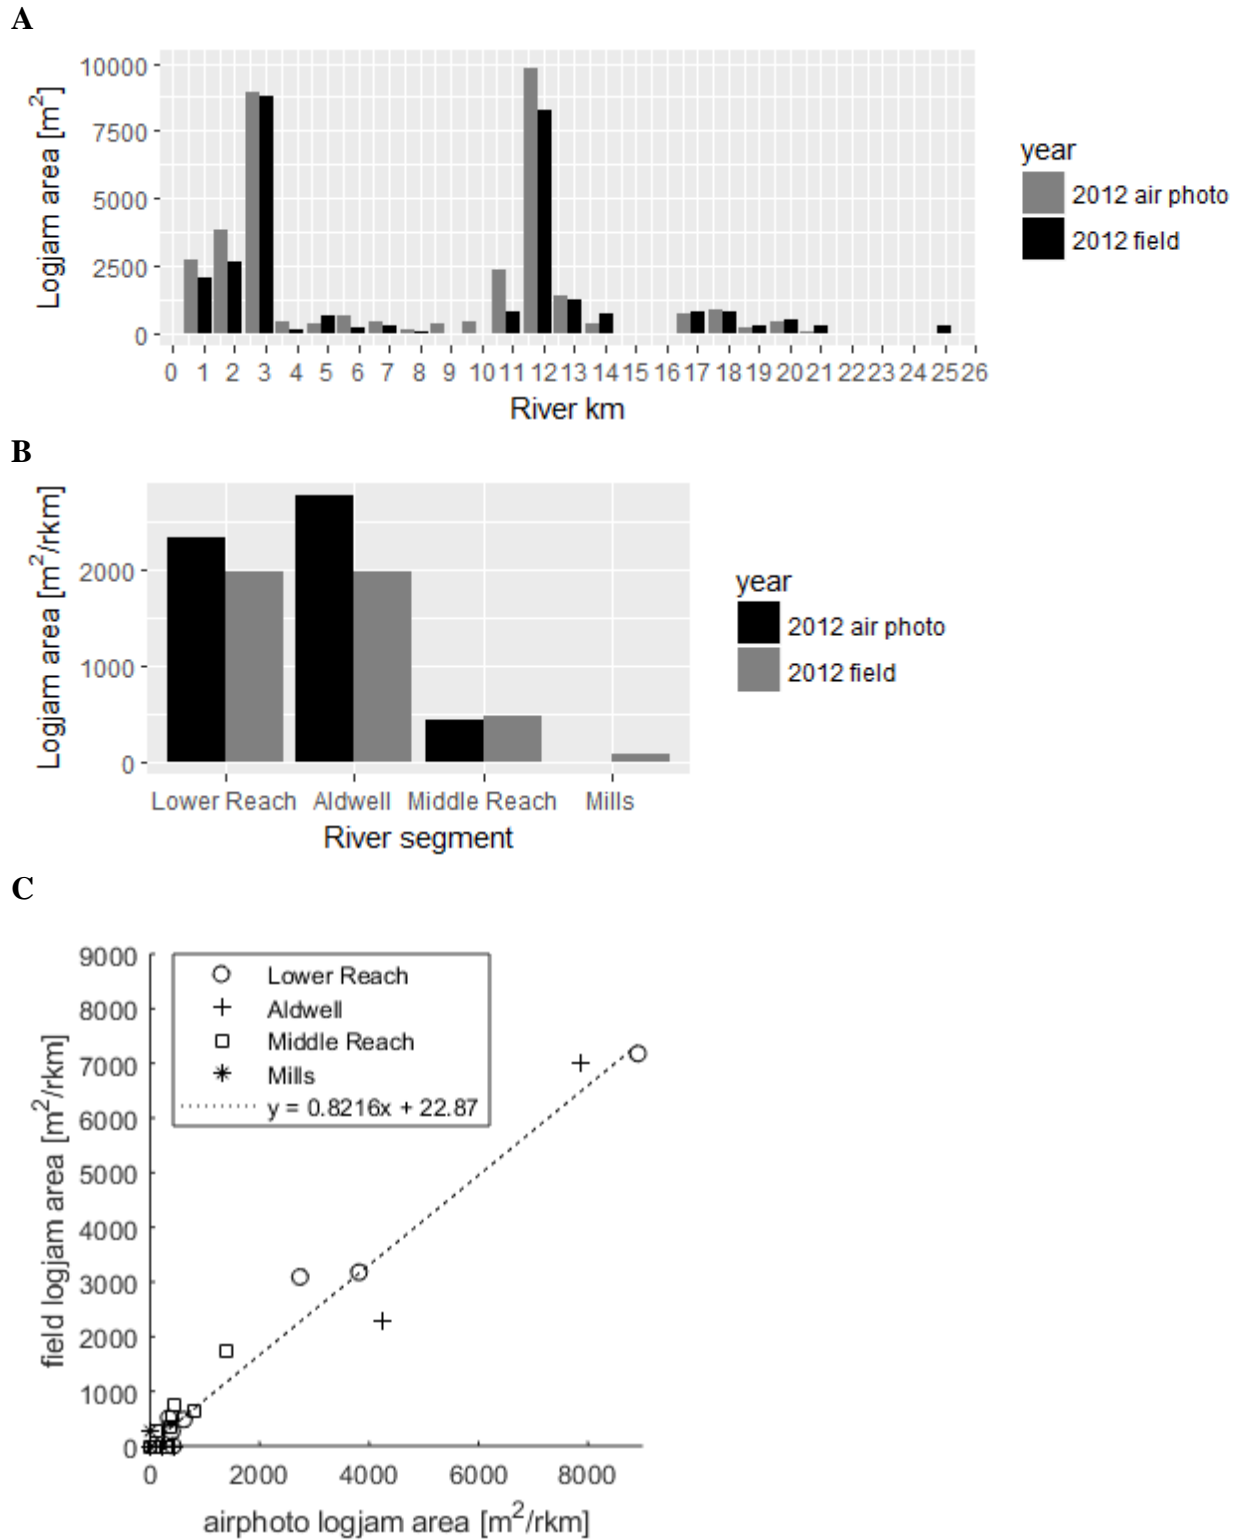 A
10000
7500
5000
2500
0
Logjam area [m²]
0 1 2 3 4 5 6 7 8 9 10 11 12 13 14 15 16 17 18 19 20 21 22 23 24 25 26
River km
year
2012 air photo
2012 field
B
2000
1000
0
Logjam area [m²/rkm]
Lower Reach Aldwell Middle Reach Mills
River segment
year
2012 air photo
2012 field
C
9000
8000
7000
6000
5000
4000
3000
2000
1000
0
field logjam area [m²/rkm]
Lower Reach
Aldwell
Middle Reach
Mills
y = 0.8216x + 22.87
0 2000 4000 6000 8000
airphoto logjam area [m²/rkm]